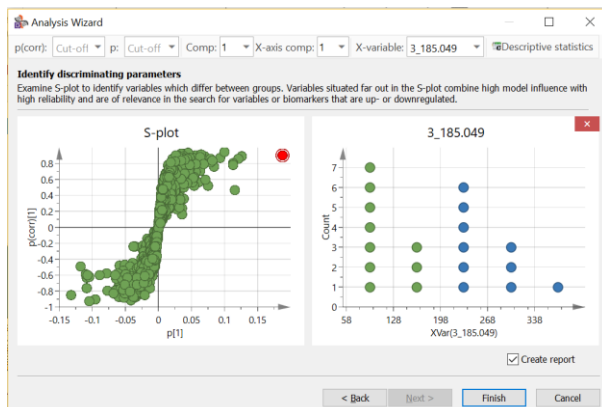 Analysis Wizard
p(corr): Cut-off p: Cut-off Comp: 1 X-axis comp: 1 X-variable: 3_185.049 Descriptive statistics
Identify discriminating parameters
Examine S-plot to identify variables which differ between groups. Variables situated far out in the S-plot combine high model influence with
high reliability and are of relevance in the search for variables or biomarkers that are up- or downregulated.
S-plot
0.8
0.6
0.4
0.2
0
-0.2
-0.4
-0.6
-0.8
-1
p(corr)[1]
-0.15 -0.1 -0.05 0 0.05 0.1 0.15
p[1]
3_185.049
7
6
5
4
3
2
1
0
Count
58 128 198 268 338
XVar(3_185.049)
Create report
< Back Next > Finish Cancel